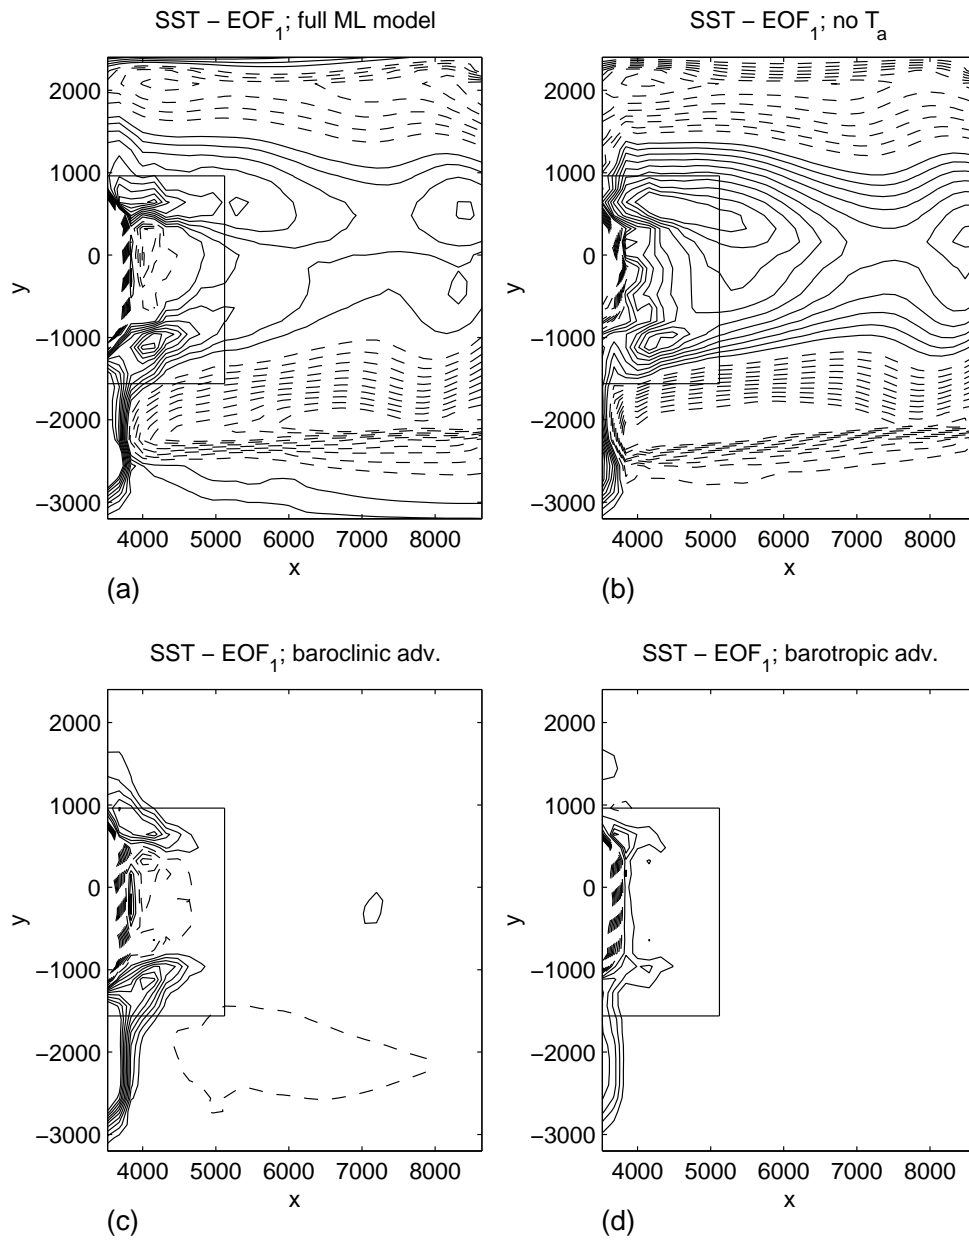 SST − EOF1; full ML model
2000
1000
0
−1000
−2000
−3000
y
4000 5000 6000 7000 8000
x
(a)
SST − EOF1; no Ta
2000
1000
0
−1000
−2000
−3000
y
4000 5000 6000 7000 8000
x
(b)
SST − EOF1; baroclinic adv.
2000
1000
0
−1000
−2000
−3000
y
4000 5000 6000 7000 8000
x
(c)
SST − EOF1; barotropic adv.
2000
1000
0
−1000
−2000
−3000
y
4000 5000 6000 7000 8000
x
(d)